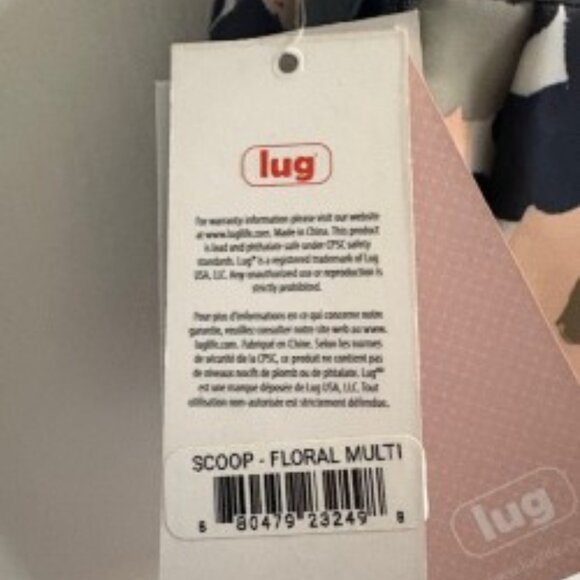 lug
For warranty information please visit our website
at www.luglife.com. Made in China. This product
is lead and phthalate-safe under CPSC safety
standards. Lug® is a registered trademark of Lug
USA, LLC. Any unauthorized use or reproduction is
strictly prohibited.
Pour plus d'informations en ce qui concerne notre
garantie, veuillez consulter notre site web au www.
luglife.com. Fabriqué en Chine. Selon les normes
de sécurité de la CPSC, ce produit ne contient pas
de niveaux nocifs de plomb ou de phtalate. Lug
est une marque déposée de Lug USA, LLC. Tout
utilisation non-autorisée est strictement défendue.
SCOOP - FLORAL MULTI
6 80479 23249 8
lug
www.luglife